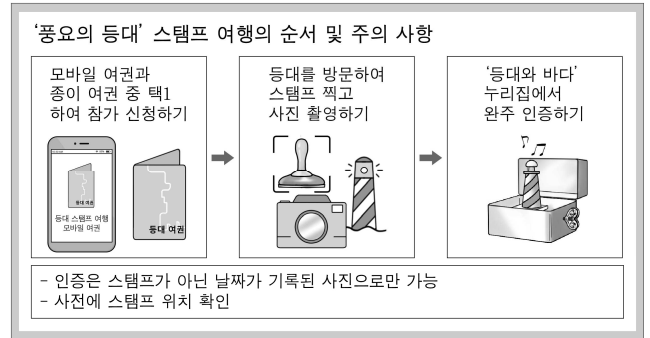 ‘풍요의 등대’ 스탬프 여행의 순서 및 주의 사항
모바일 여권과
종이 여권 중 택1
하여 참가 신청하기
등대 스탬프 여행
모바일 여권
등대 여권
등대를 방문하여
스탬프 찍고
사진 촬영하기
‘등대와 바다’
누리집에서
완주 인증하기
- 인증은 스탬프가 아닌 날짜가 기록된 사진으로만 가능
- 사전에 스탬프 위치 확인